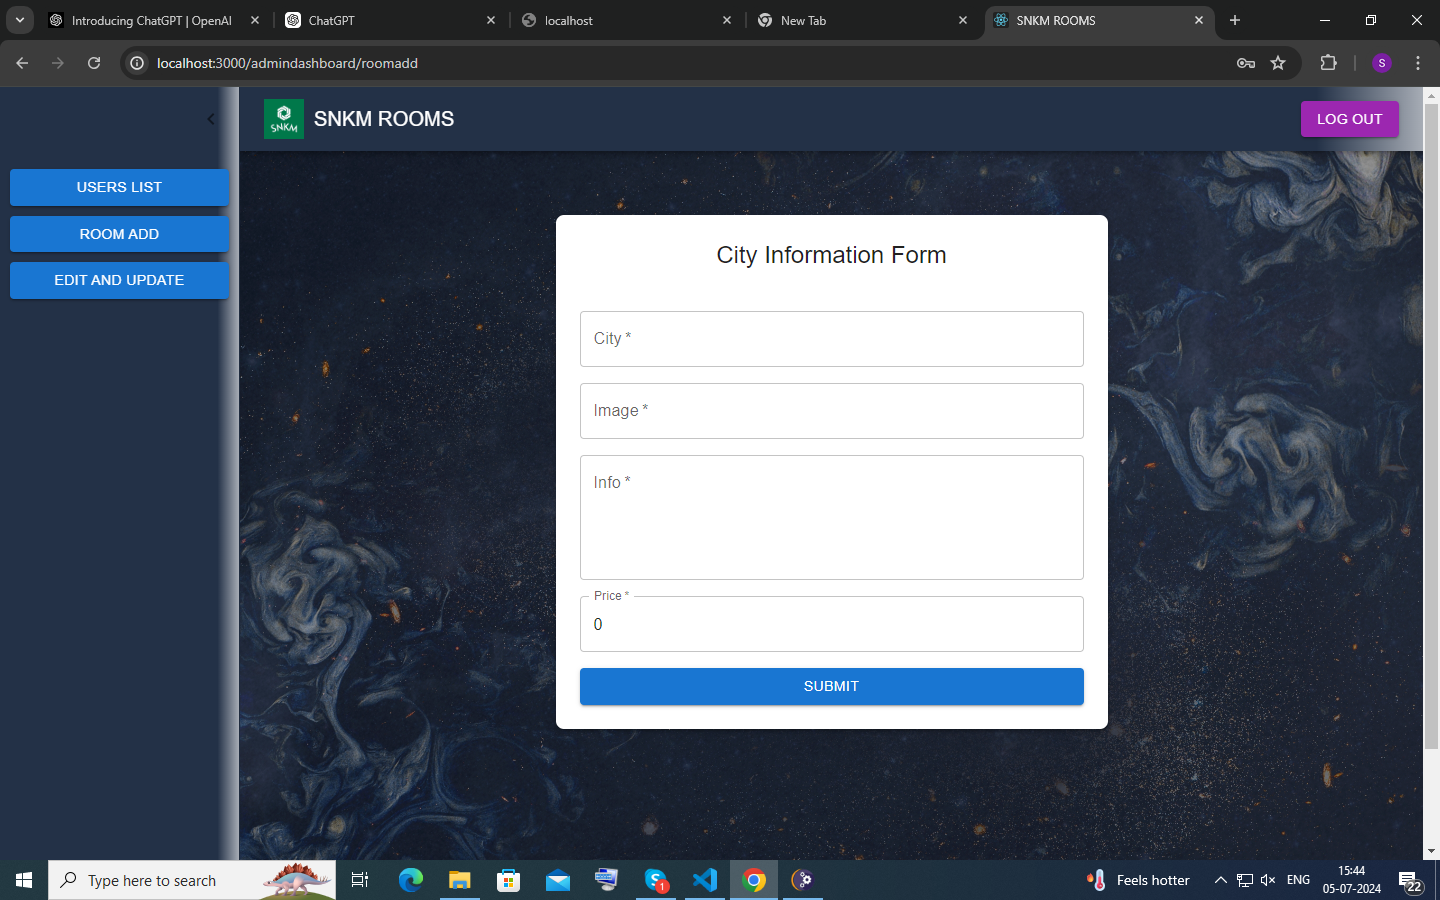 Introducing ChatGPT | OpenAI
ChatGPT
localhost
New Tab
SNKM ROOMS
localhost:3000/admindashboard/roomadd
S
SNKM
SNKM ROOMS
LOG OUT
USERS LIST
ROOM ADD
EDIT AND UPDATE
City Information Form
City *
Image *
Info *
Price *
0
SUBMIT
Type here to search
1
Feels hotter
ENG
15:44
05-07-2024
22